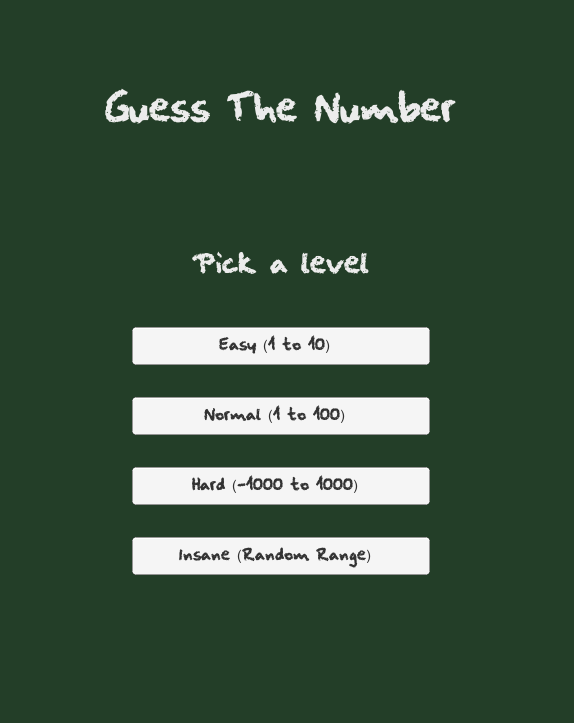 Guess The Number
Pick a level
Easy (1 to 10)
Normal (1 to 100)
Hard (-1000 to 1000)
Insane (Random Range)